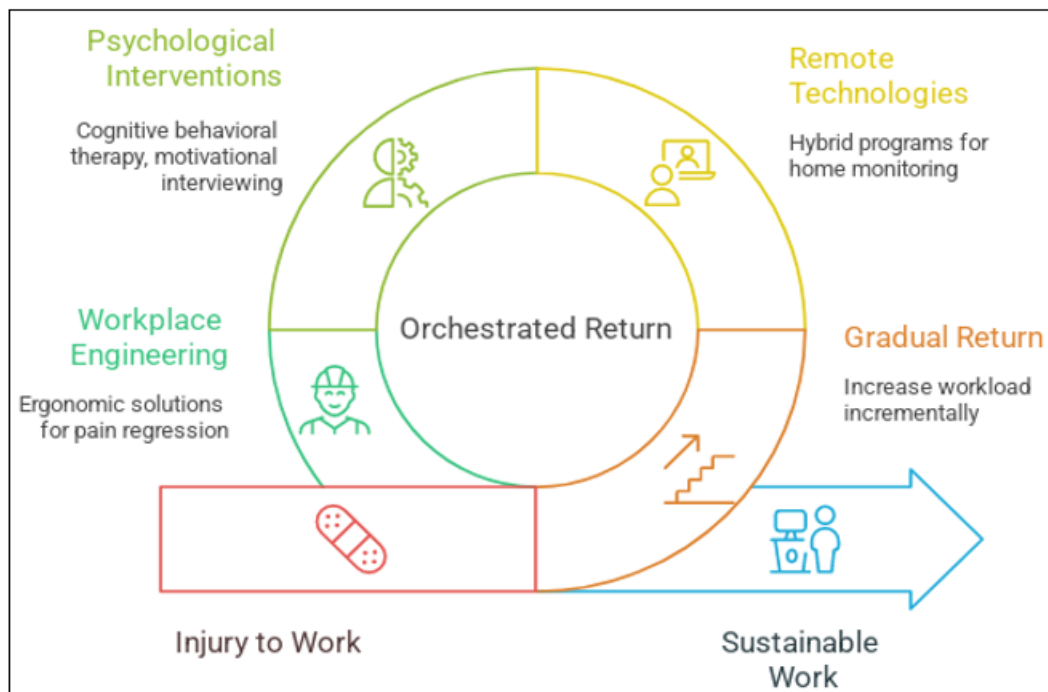 Psychological
Interventions
Cognitive behavioral
therapy, motivational
interviewing
Remote
Technologies
Hybrid programs for
home monitoring
Workplace
Engineering
Ergonomic solutions
for pain regression
Orchestrated Return
Gradual Return
Increase workload
incrementally
Injury to Work
Sustainable
Work